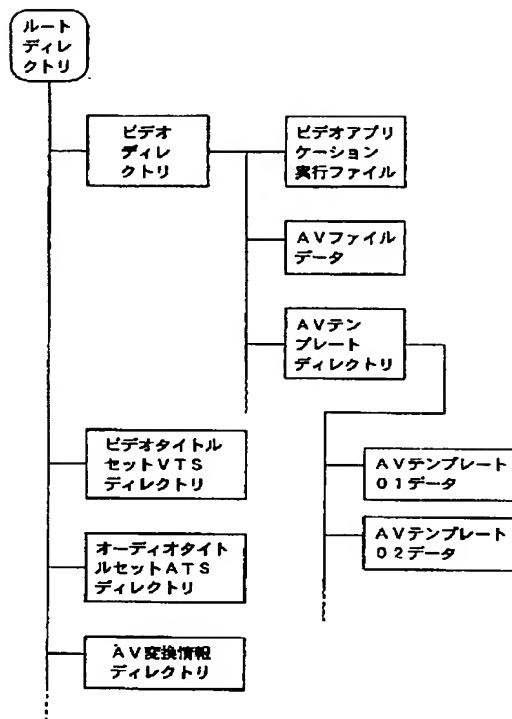 ルート
ディレ
クトリ
ビデオ
ディレ
クトリ
ビデオアプリ
ケーション
実行ファイル
AVファイル
データ
AVテン
プレート
ディレクトリ
ビデオタイトル
セットVTS
ディレクトリ
AVテンプレート
01データ
AVテンプレート
02データ
オーディオタイト
ルセットATS
ディレクトリ
AV変換情報
ディレクトリ